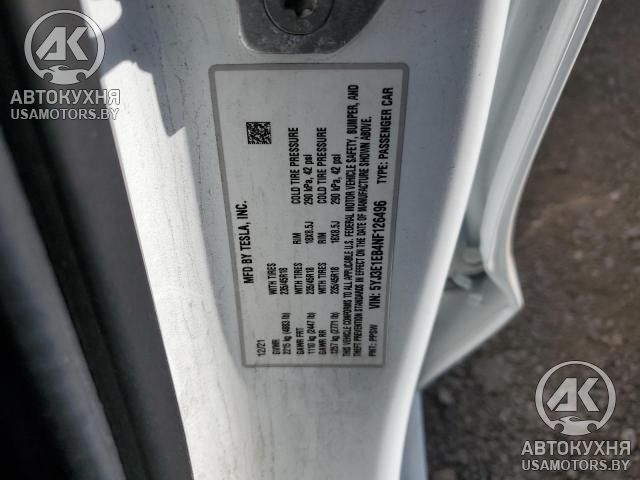 AK
АВТОКУХНЯ
USAMOTORS.BY
MFD BY TESLA, INC.
12/21
GVWR
2215 kg (4883 lb)
WITH TIRES
235/45R18
RIM
18X8.5J
COLD TIRE PRESSURE
290 kPa, 42 psi
GAWR FRT
1110 kg (2447 lb)
WITH TIRES
235/45R18
RIM
18X8.5J
COLD TIRE PRESSURE
290 kPa, 42 psi
GAWR RR
1257 kg (2771 lb)
WITH TIRES
235/45R18
RIM
18X8.5J
COLD TIRE PRESSURE
290 kPa, 42 psi
THIS VEHICLE CONFORMS TO ALL APPLICABLE U.S. FEDERAL MOTOR VEHICLE SAFETY, BUMPER, AND
THEFT PREVENTION STANDARDS IN EFFECT ON THE DATE OF MANUFACTURE SHOWN ABOVE.
PNT: PPSW
VIN: 5YJ3E1EB4NF126496
TYPE: PASSENGER CAR
AK
АВТОКУХНЯ
USAMOTORS.BY